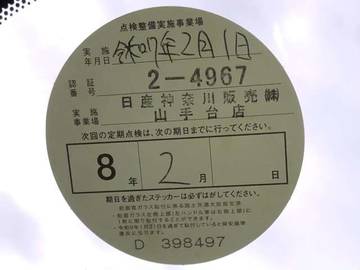 点検整備実施事業場
実施年月日 令和7年2月1日
認証番号 2-4967
実施事業場 日産神奈川販売㈱
山手台店
次回の定期点検は、次の期日までに行ってください。
8年 2月 日
期日を過ぎたステッカーは必ずはがしてください。
D 398497